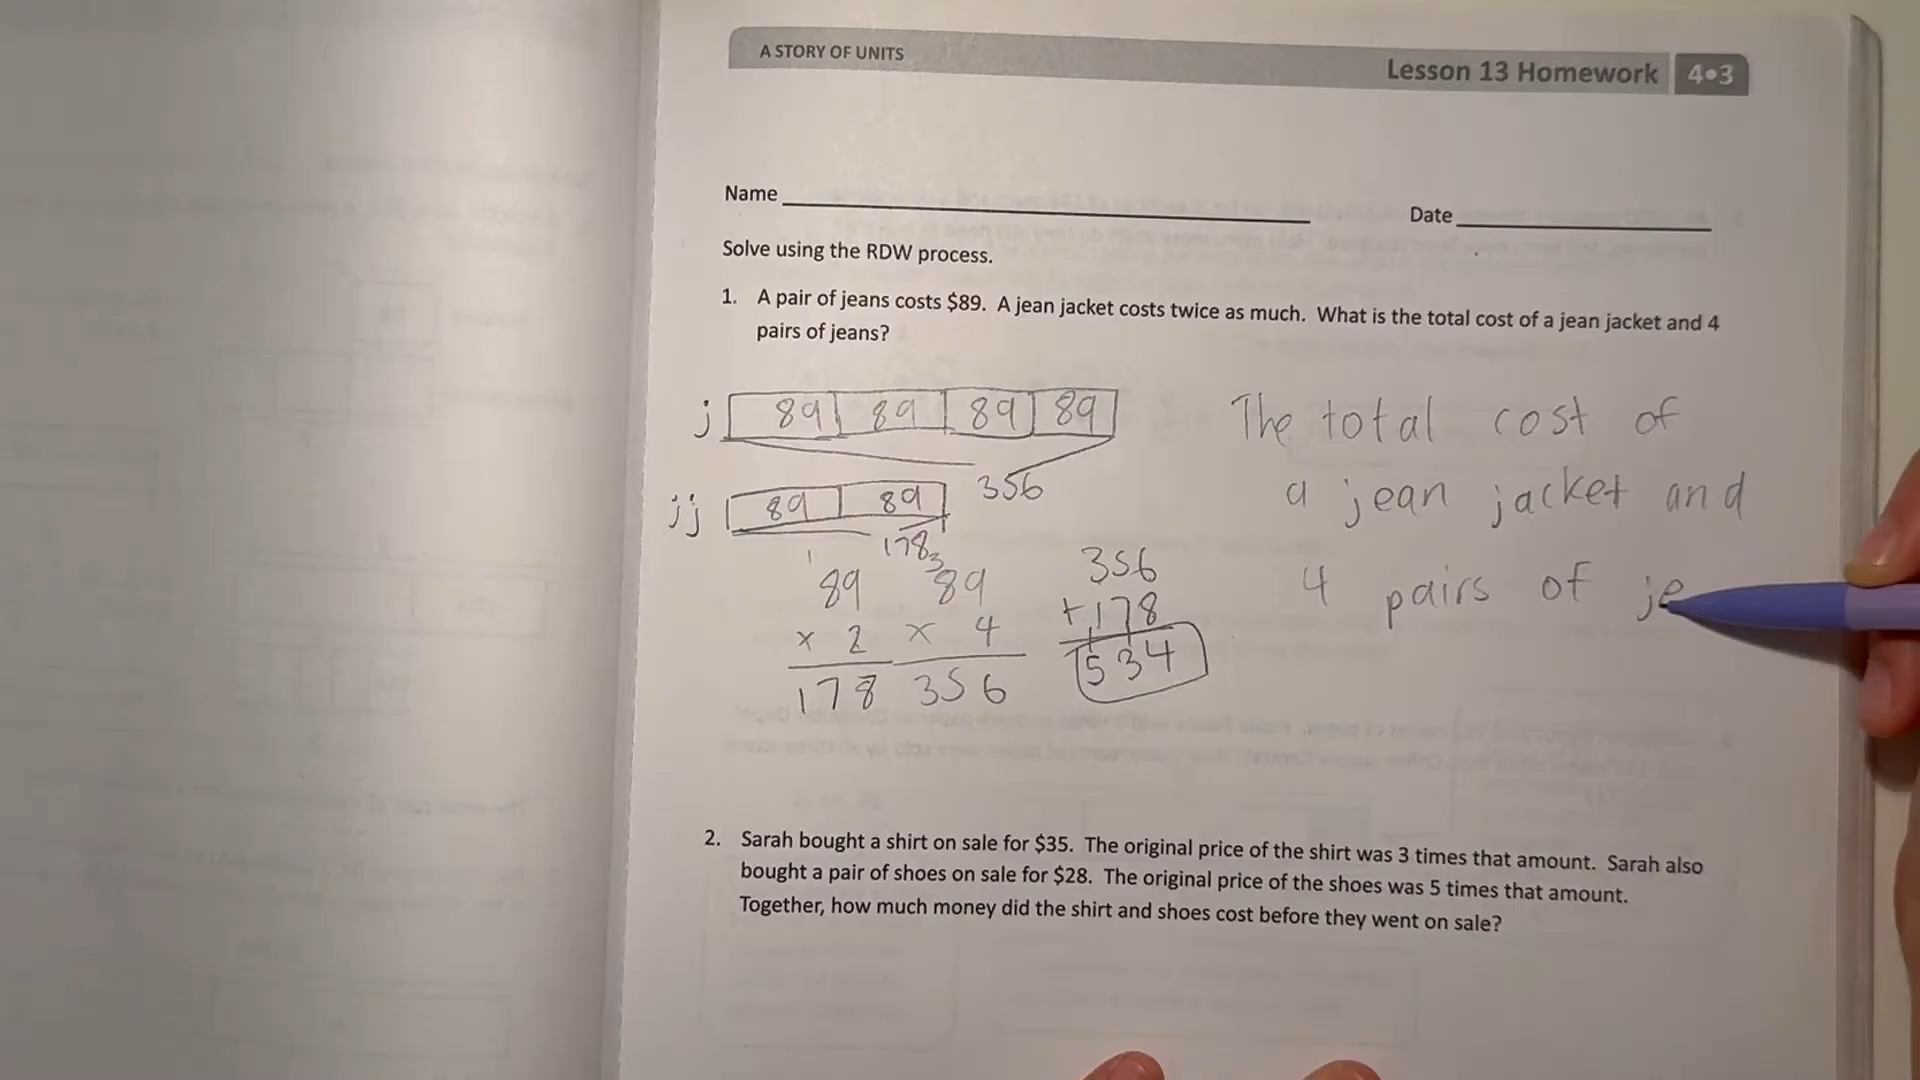 A STORY OF UNITS
Lesson 13 Homework 4•3
Name
Date
Solve using the RDW process.
1. A pair of jeans costs $89. A jean jacket costs twice as much. What is the total cost of a jean jacket and 4
pairs of jeans?
j 89 89 89 89
356
jj 89 89
178
1
89
x 2
178
3
89
x 4
356
356
+178
11
534
The total cost of
a jean jacket and
4 pairs of je
2. Sarah bought a shirt on sale for $35. The original price of the shirt was 3 times that amount. Sarah also
bought a pair of shoes on sale for $28. The original price of the shoes was 5 times that amount.
Together, how much money did the shirt and shoes cost before they went on sale?